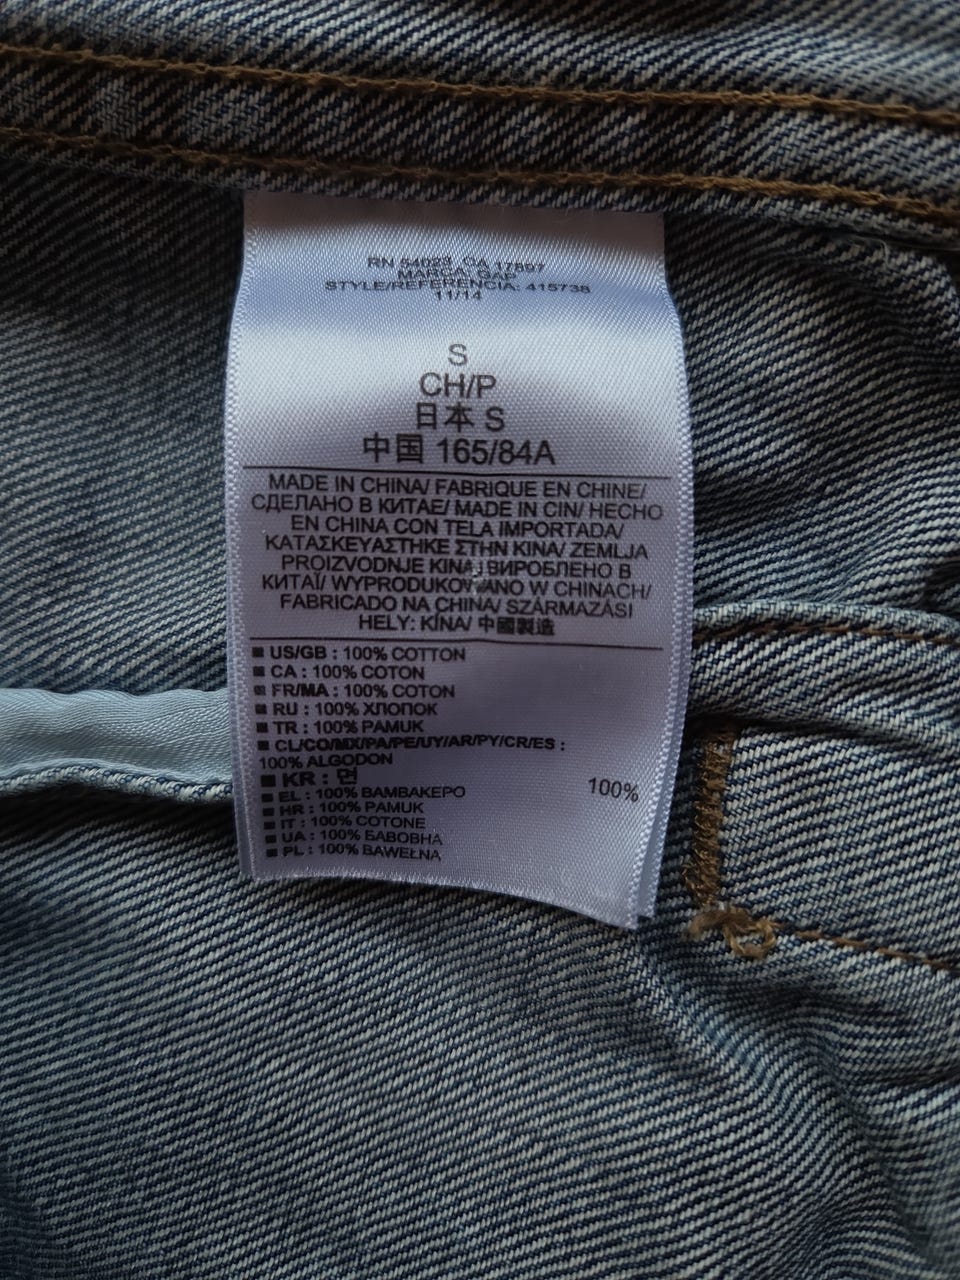 RN 54023 CA 17897
MARCA: GAP
STYLE/REFERENCIA: 415738
11/14
S
CH/P
日本 S
中国 165/84A
MADE IN CHINA/ FABRIQUE EN CHINE/
СДЕЛАНО В КИТАЕ/ MADE IN CIN/ HECHO
EN CHINA CON TELA IMPORTADA/
ΚΑΤΑΣΚΕΥΑΣΤΗΚΕ ΣΤΗΝ ΚΙΝΑ/ ZEMLJA
PROIZVODNJE KINA/ ВИРОБЛЕНО В
КИТАЇ/ WYPRODUKOWANO W CHINACH/
FABRICADO NA CHINA/ SZÁRMAZÁSI
HELY: KÍNA/ 中國製造
■ US/GB : 100% COTTON
■ CA : 100% COTON
■ FR/MA : 100% COTON
■ RU : 100% ХЛОПОК
■ TR : 100% PAMUK
■ CL/CO/MX/PA/PE/UY/AR/PY/CR/ES :
100% ALGODON
■ KR : 면 100%
■ EL : 100% ΒΑΜΒΑΚΕΡΟ
■ HR : 100% PAMUK
■ IT : 100% COTONE
■ UA : 100% БАВОВНА
■ PL : 100% BAWEŁNA